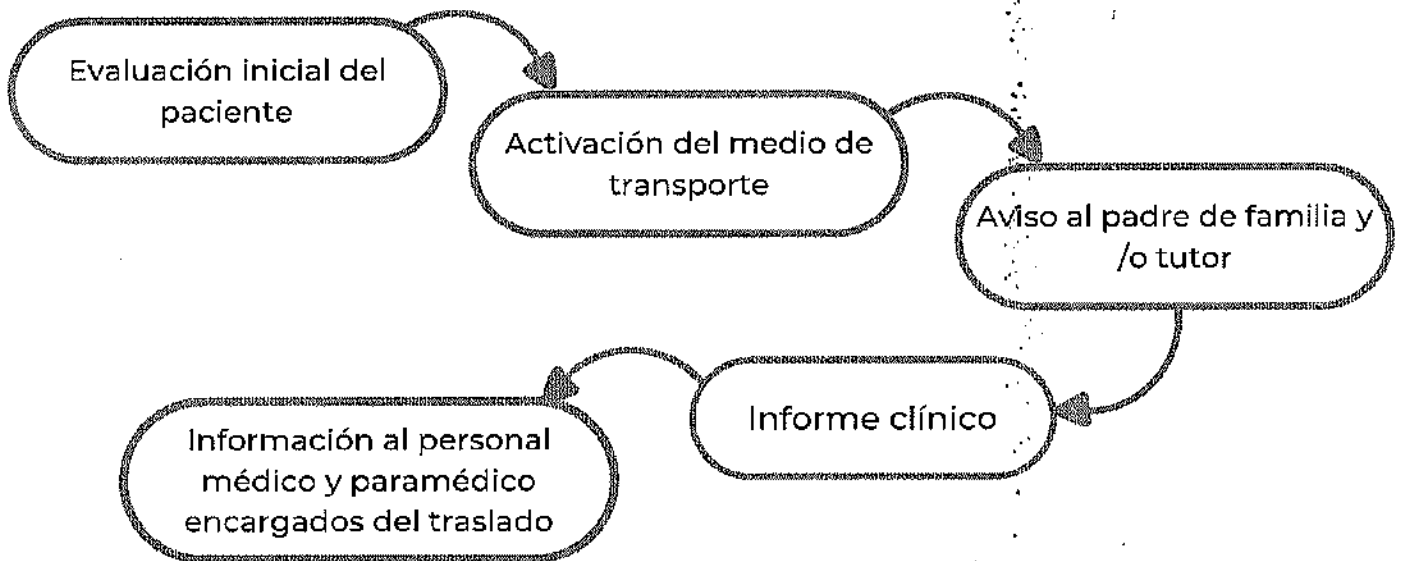 Evaluación inicial del
paciente
Activación del medio de
transporte
Aviso al padre de familia y
/o tutor
Informe clínico
Información al personal
médico y paramédico
encargados del traslado